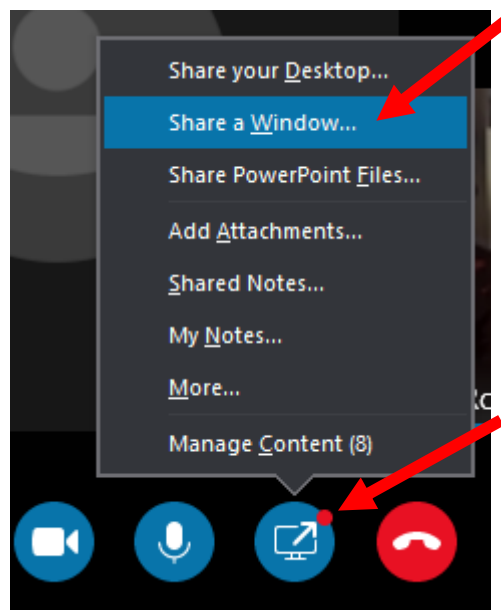 Share your Desktop...
Share a Window...
Share PowerPoint Files...
Add Attachments...
Shared Notes...
My Notes...
More...
Manage Content (8)